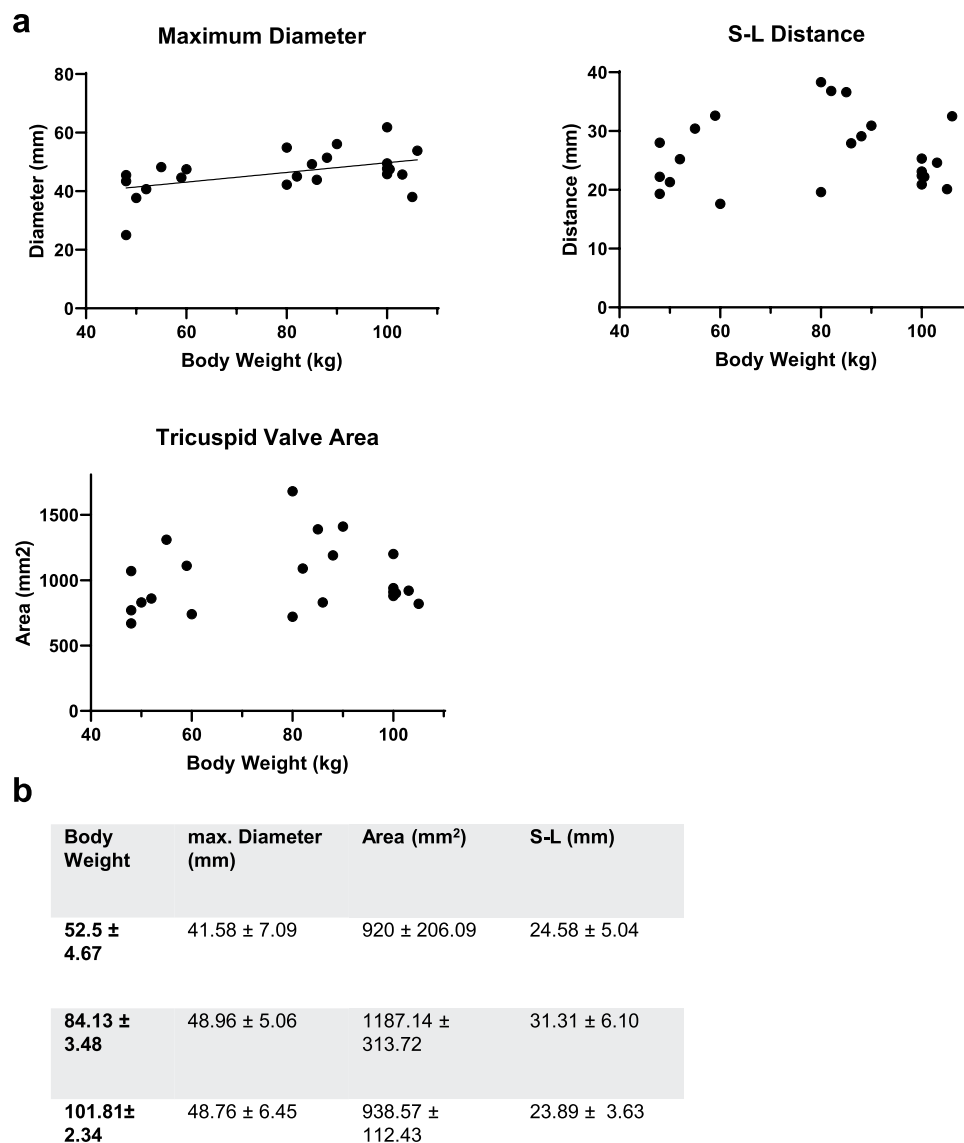 a
Maximum Diameter
80
60
40
20
0
Diameter (mm)
40
60
80
100
Body Weight (kg)
S-L Distance
40
30
20
10
0
Distance (mm)
40
60
80
100
Body Weight (kg)
Tricuspid Valve Area
1500
1000
500
0
Area (mm2)
40
60
80
100
Body Weight (kg)
b
Body
Weight
max. Diameter
(mm)
Area (mm²)
S-L (mm)
52.5 ±
4.67
41.58 ± 7.09
920 ± 206.09
24.58 ± 5.04
84.13 ±
3.48
48.96 ± 5.06
1187.14 ±
313.72
31.31 ± 6.10
101.81±
2.34
48.76 ± 6.45
938.57 ±
112.43
23.89 ± 3.63